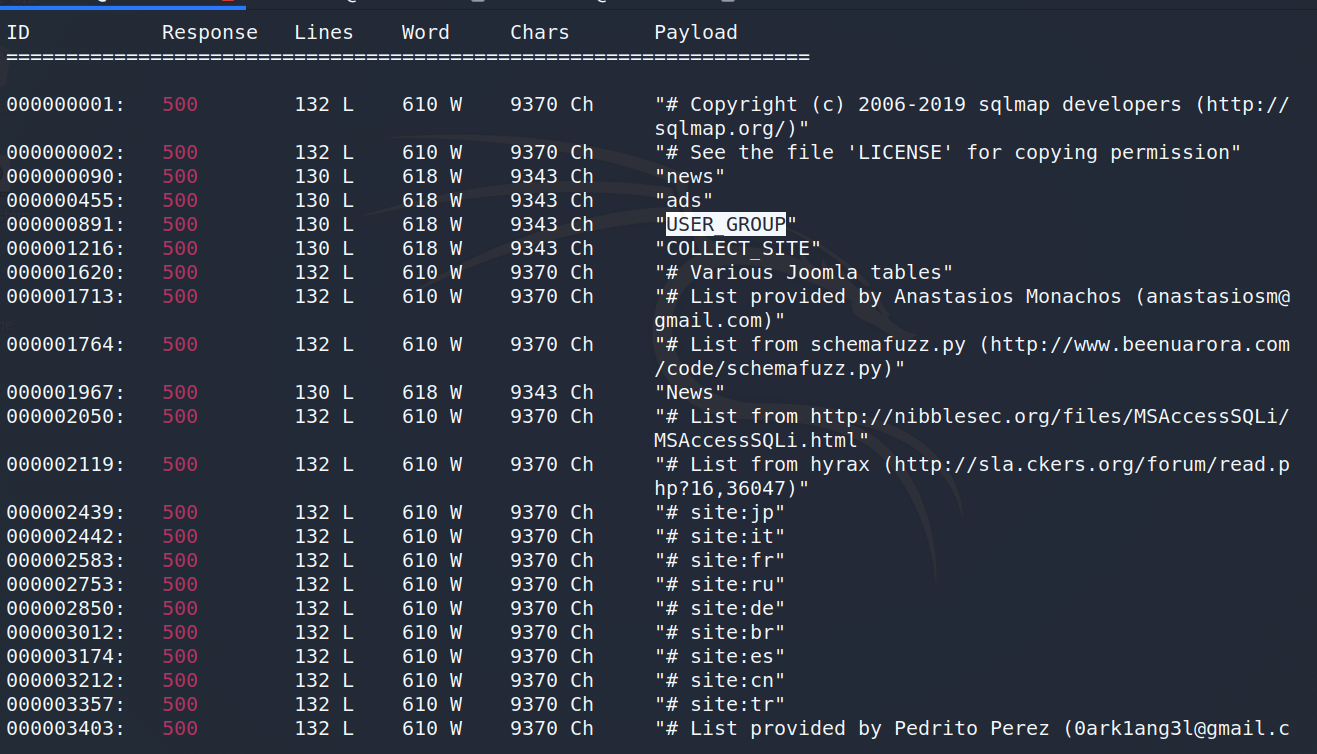 ID Response Lines Word Chars Payload
===================================================================
000000001: 500 132 L 610 W 9370 Ch "# Copyright (c) 2006-2019 sqlmap developers (http://
sqlmap.org/)"
000000002: 500 132 L 610 W 9370 Ch "# See the file 'LICENSE' for copying permission"
000000090: 500 130 L 618 W 9343 Ch "news"
000000455: 500 130 L 618 W 9343 Ch "ads"
000000891: 500 130 L 618 W 9343 Ch "USER_GROUP"
000001216: 500 130 L 618 W 9343 Ch "COLLECT_SITE"
000001620: 500 132 L 610 W 9370 Ch "# Various Joomla tables"
000001713: 500 132 L 610 W 9370 Ch "# List provided by Anastasios Monachos (anastasiosm@
gmail.com)"
000001764: 500 132 L 610 W 9370 Ch "# List from schemafuzz.py (http://www.beenuarora.com
/code/schemafuzz.py)"
000001967: 500 130 L 618 W 9343 Ch "News"
000002050: 500 132 L 610 W 9370 Ch "# List from http://nibblesec.org/files/MSAccessSQLi/
MSAccessSQLi.html"
000002119: 500 132 L 610 W 9370 Ch "# List from hyrax (http://sla.ckers.org/forum/read.p
hp?16,36047)"
000002439: 500 132 L 610 W 9370 Ch "# site:jp"
000002442: 500 132 L 610 W 9370 Ch "# site:it"
000002583: 500 132 L 610 W 9370 Ch "# site:fr"
000002753: 500 132 L 610 W 9370 Ch "# site:ru"
000002850: 500 132 L 610 W 9370 Ch "# site:de"
000003012: 500 132 L 610 W 9370 Ch "# site:br"
000003174: 500 132 L 610 W 9370 Ch "# site:es"
000003212: 500 132 L 610 W 9370 Ch "# site:cn"
000003357: 500 132 L 610 W 9370 Ch "# site:tr"
000003403: 500 132 L 610 W 9370 Ch "# List provided by Pedrito Perez (0ark1ang3l@gmail.c